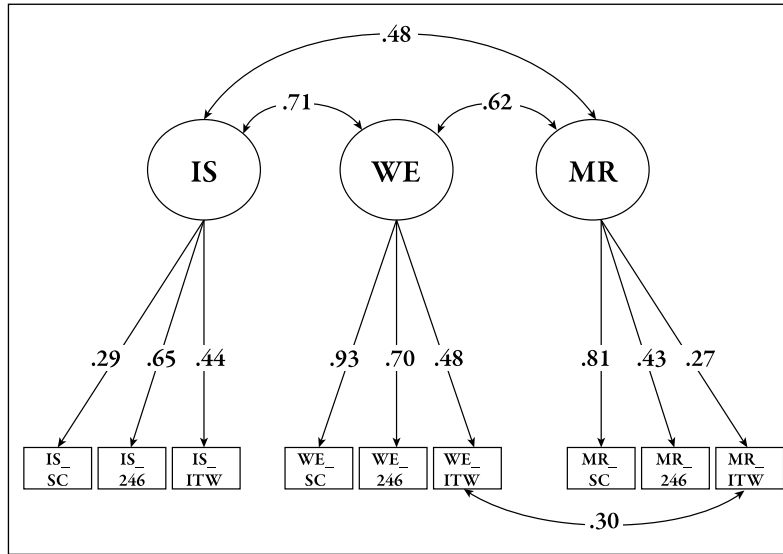 .48
.71
.62
IS
WE
MR
.29
.65
.44
.93
.70
.48
.81
.43
.27
IS_
SC
IS_
246
IS_
ITW
WE_
SC
WE_
246
WE_
ITW
MR_
SC
MR_
246
MR_
ITW
.30